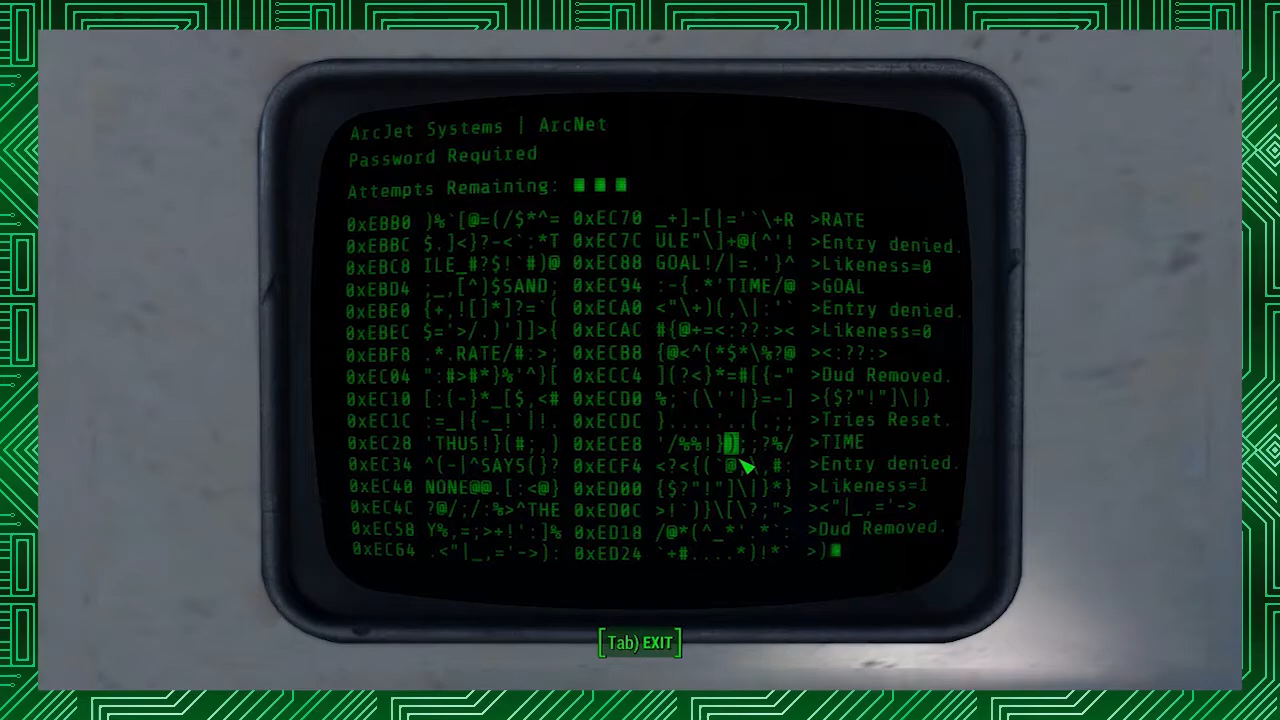 ArcJet Systems | ArcNet
Password Required
Attempts Remaining: ■ ■ ■
0xEBB0 )%`[@=(/$*^= 0xEC70 _+]-[|='`\+R >RATE
0xEBBC $.]<}?-<`:*T 0xEC7C ULE"\]+@(^'! >Entry denied.
0xEBC8 ILE_#?$!`#)@ 0xEC88 GOAL!/|=.'}^ >Likeness=0
0xEBD4 ;_,[^)$SAND; 0xEC94 :-{.*'TIME/@ >GOAL
0xEBE0 {+,![]*]?=`( 0xECA0 <"\+)(,\|:'` >Entry denied.
0xEBEC $='>/.)']]>{ 0xECAC #{@+=<:??:>< >Likeness=0
0xEBF8 .*.RATE/#:>; 0xECB8 {@<^(*$*\%?@ ><:??:>
0xEC04 ":#>#*}%'^}[ 0xECC4 ](?<}*=#[{-" >Dud Removed.
0xEC10 [:(-}*_[$,<# 0xECD0 %;`(\''|}=-] >{$?"!"]\|}
0xEC1C :=_|{-_!`|!. 0xECDC }....'..(.;; >Tries Reset.
0xEC28 'THUS!}(#;,) 0xECE8 '/%%!});;?%/ >TIME
0xEC34 ^(-|^SAYS(}? 0xECF4 <?<{(`@\,#: >Entry denied.
0xEC40 NONE@@.[:<@} 0xED00 {$?"!"]\|}*} >Likeness=1
0xEC4C ?@/;/:%>^THE 0xED0C >!`)}\[\?;"> ><"|_,='->
0xEC58 Y%,=;>+!':]% 0xED18 /@*(^_*'.*`: >Dud Removed.
0xEC64 .<"|_,='->): 0xED24 `+#....*)!*` >)■
[Tab) EXIT]